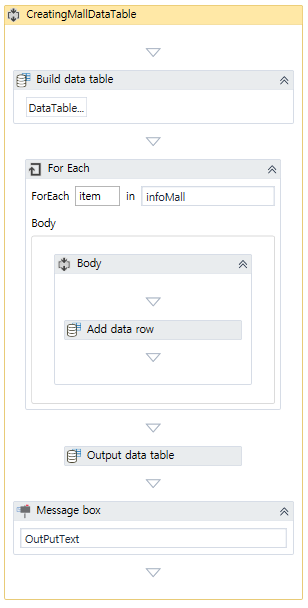 CreatingMallDataTable
Build data table
DataTable...
For Each
ForEach item in infoMall
Body
Body
Add data row
Output data table
Message box
OutPutText